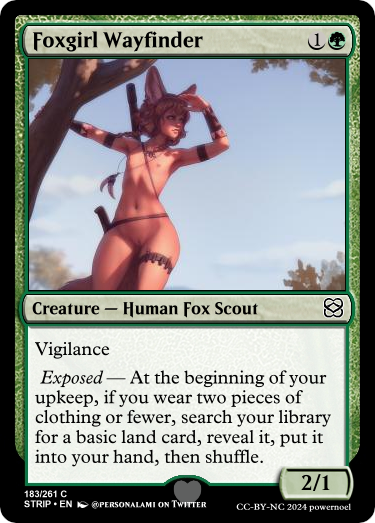 Foxgirl Wayfinder 1
Creature — Human Fox Scout
Vigilance
Exposed — At the beginning of your
upkeep, if you wear two pieces of
clothing or fewer, search your library
for a basic land card, reveal it, put it
into your hand, then shuffle.
2/1
183/261 C
STRIP • EN @PERSONALAMI ON TWITTER
CC-BY-NC 2024 powernoel